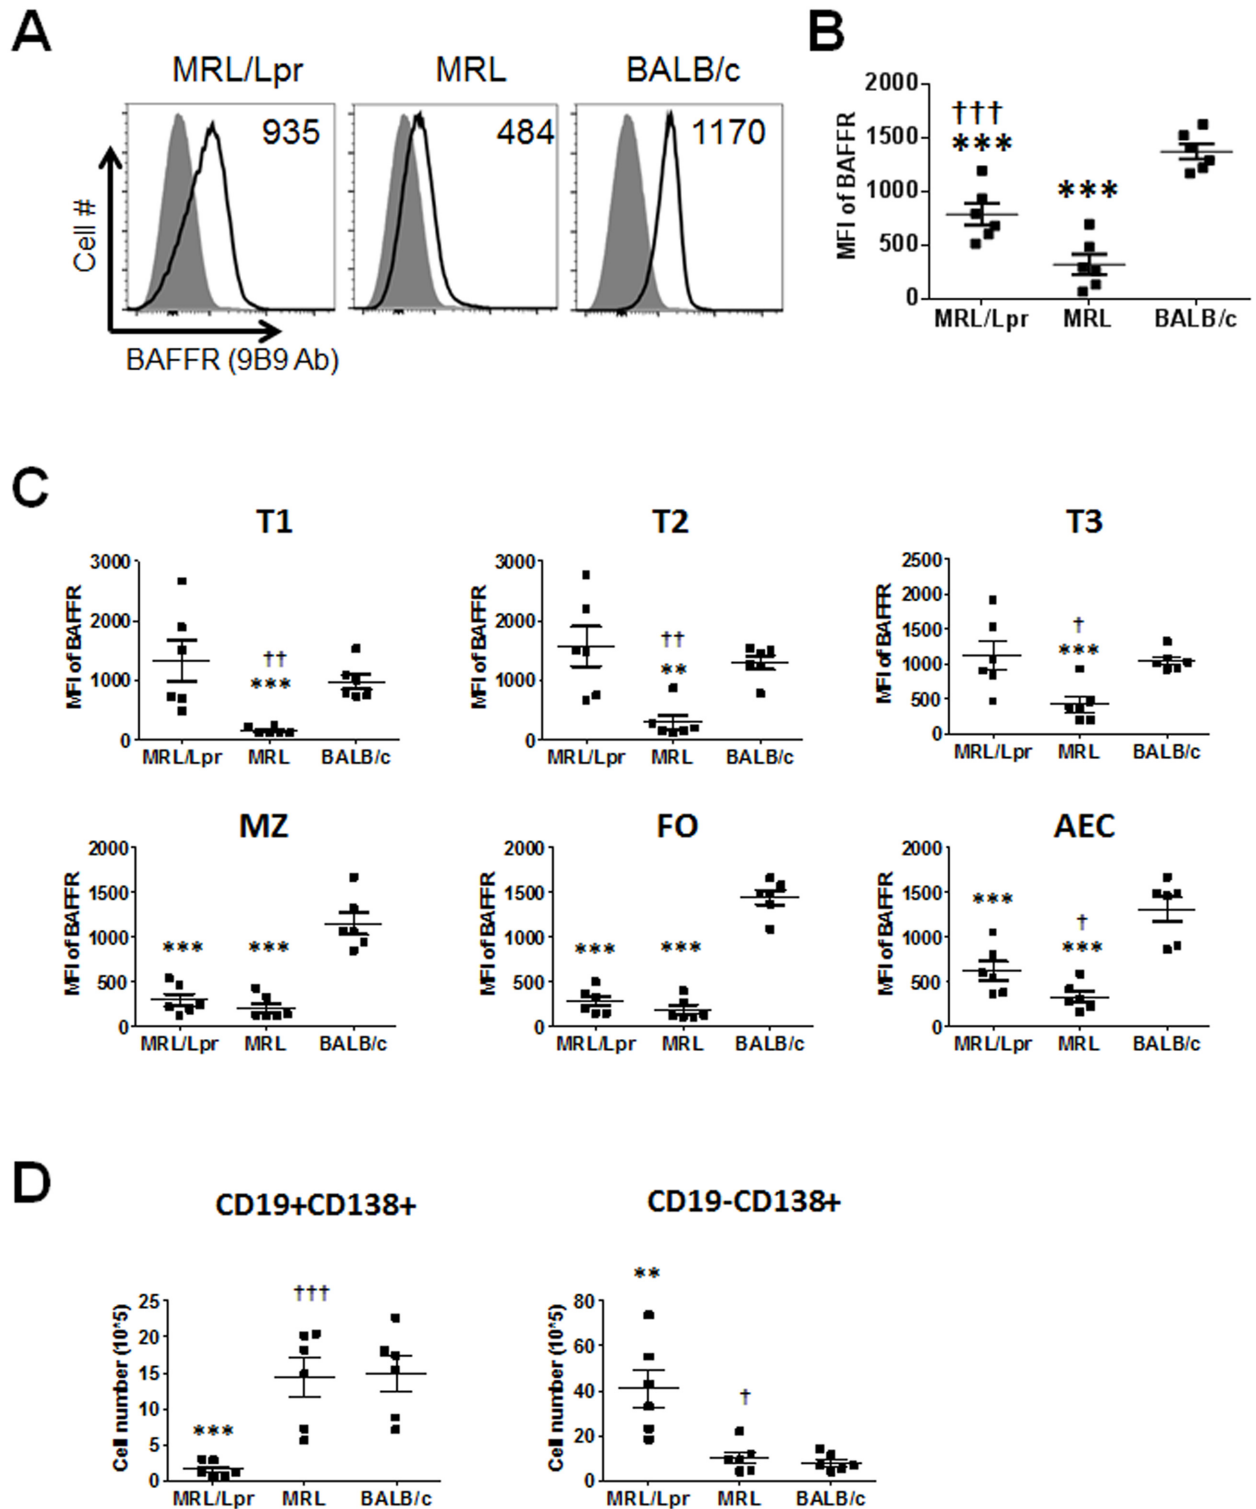 A
MRL/Lpr MRL BALB/c
935 484 1170
Cell #
BAFFR (9B9 Ab)
B
MFI of BAFFR
2000
1500
1000
500
0
†††
***
***
MRL/Lpr MRL BALB/c
C
T1
MFI of BAFFR
3000
2000
1000
0
††
***
MRL/Lpr MRL BALB/c
T2
MFI of BAFFR
3000
2000
1000
0
††
**
MRL/Lpr MRL BALB/c
T3
MFI of BAFFR
2500
2000
1500
1000
500
0
†
***
MRL/Lpr MRL BALB/c
MZ
MFI of BAFFR
2000
1500
1000
500
0
*** ***
MRL/Lpr MRL BALB/c
FO
MFI of BAFFR
2000
1500
1000
500
0
*** ***
MRL/Lpr MRL BALB/c
AEC
MFI of BAFFR
2000
1500
1000
500
0
***
†
***
MRL/Lpr MRL BALB/c
D
CD19+CD138+
Cell number (10*5)
25
20
15
10
5
0
†††
***
MRL/Lpr MRL BALB/c
CD19-CD138+
Cell number (10*5)
80
60
40
20
0
**
†
MRL/Lpr MRL BALB/c